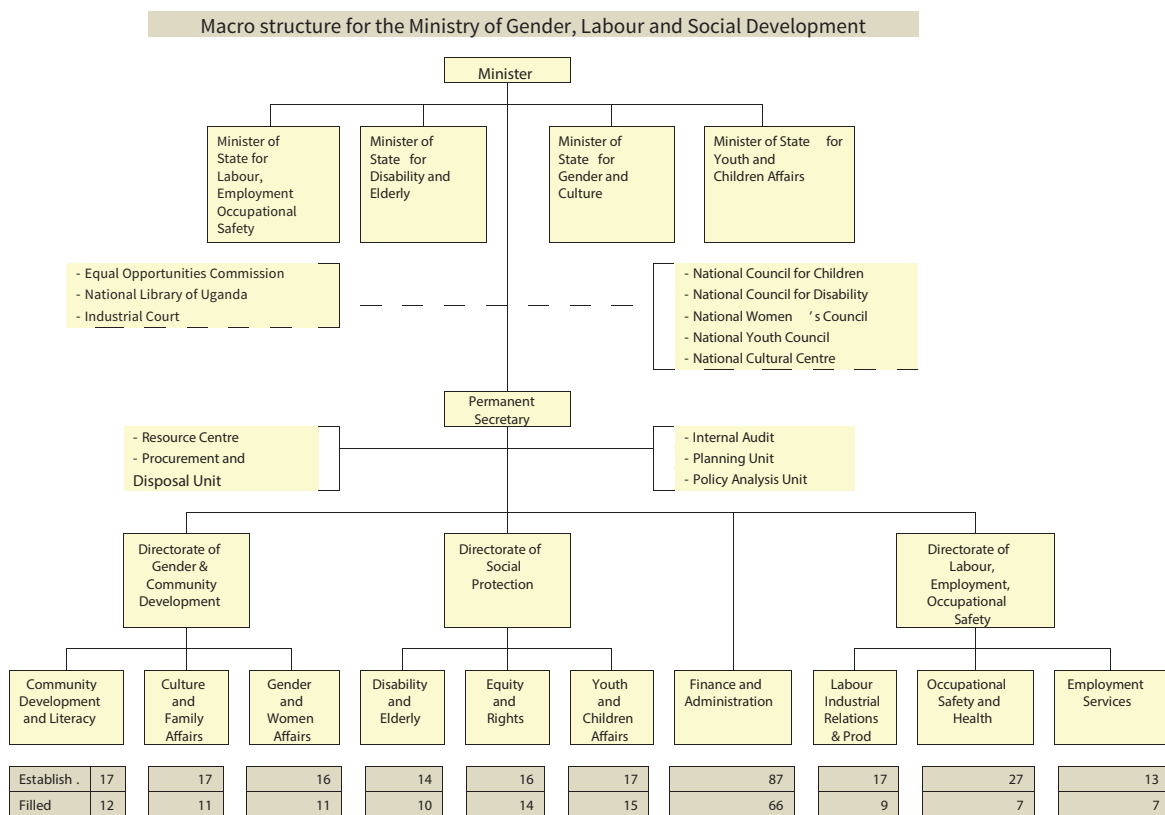 Macro structure for the Ministry of Gender, Labour and Social Development
Minister
Minister of
State for
Labour,
Employment
Occupational
Safety
Minister of
State for
Disability and
Elderly
Minister of
State for
Gender and
Culture
Minister of State for
Youth and
Children Affairs
- Equal Opportunities Commission
- National Library of Uganda
- Industrial Court
- National Council for Children
- National Council for Disability
- National Women ’s Council
- National Youth Council
- National Cultural Centre
Permanent
Secretary
- Resource Centre
- Procurement and
Disposal Unit
- Internal Audit
- Planning Unit
- Policy Analysis Unit
Directorate of
Gender &
Community
Development
Directorate of
Social
Protection
Directorate of
Labour,
Employment,
Occupational
Safety
Community
Development
and Literacy
Culture
and
Family
Affairs
Gender
and
Women
Affairs
Disability
and
Elderly
Equity
and
Rights
Youth
and
Children
Affairs
Finance and
Administration
Labour
Industrial
Relations
& Prod
Occupational
Safety and
Health
Employment
Services
Establish . 17 17 16 14 16 17 87 17 27 13
Filled 12 11 11 10 14 15 66 9 7 7